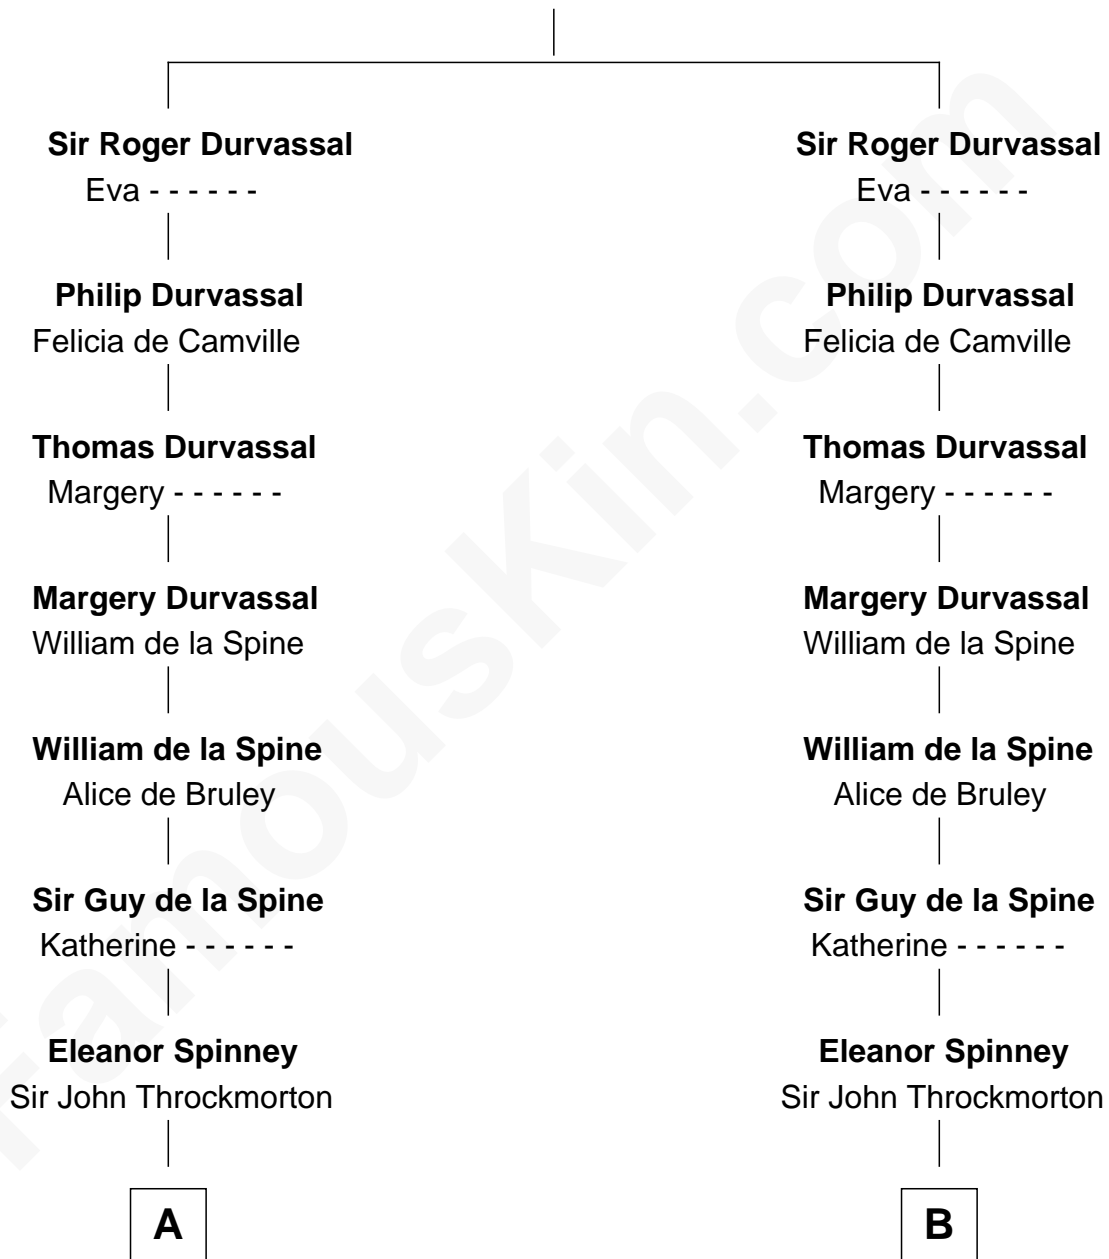 Sir Roger Durvassal
Eva - - - - - -
Philip Durvassal
Felicia de Camville
Thomas Durvassal
Margery - - - - - -
Margery Durvassal
William de la Spine
William de la Spine
Alice de Bruley
Sir Guy de la Spine
Katherine - - - - - -
Eleanor Spinney
Sir John Throckmorton
A
Sir Roger Durvassal
Eva - - - - - -
Philip Durvassal
Felicia de Camville
Thomas Durvassal
Margery - - - - - -
Margery Durvassal
William de la Spine
William de la Spine
Alice de Bruley
Sir Guy de la Spine
Katherine - - - - - -
Eleanor Spinney
Sir John Throckmorton
B
FamousKin.com